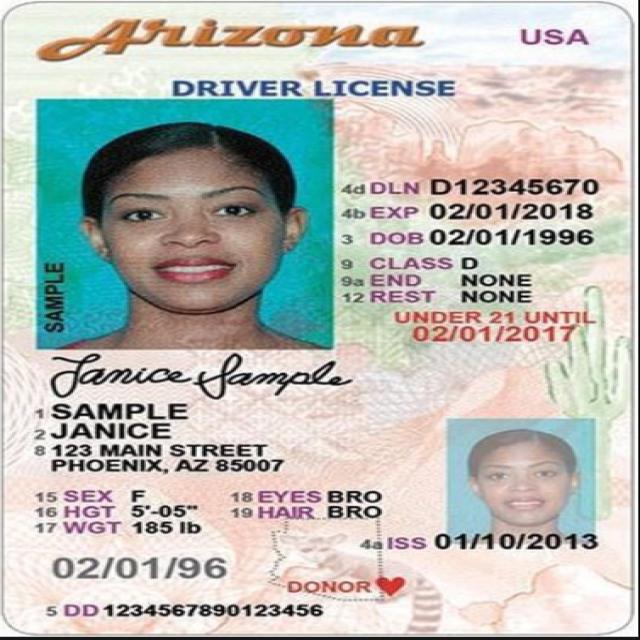 Arizona USA
DRIVER LICENSE
SAMPLE
4d DLN D12345670
4b EXP 02/01/2018
3 DOB 02/01/1996
9 CLASS D
9a END NONE
12 REST NONE
UNDER 21 UNTIL
02/01/2017
Janice Sample
1 SAMPLE
2 JANICE
8 123 MAIN STREET
PHOENIX, AZ 85007
15 SEX F 18 EYES BRO
16 HGT 5'-05" 19 HAIR BRO
17 WGT 185 lb
4a ISS 01/10/2013
02/01/96
DONOR
5 DD 1234567890123456